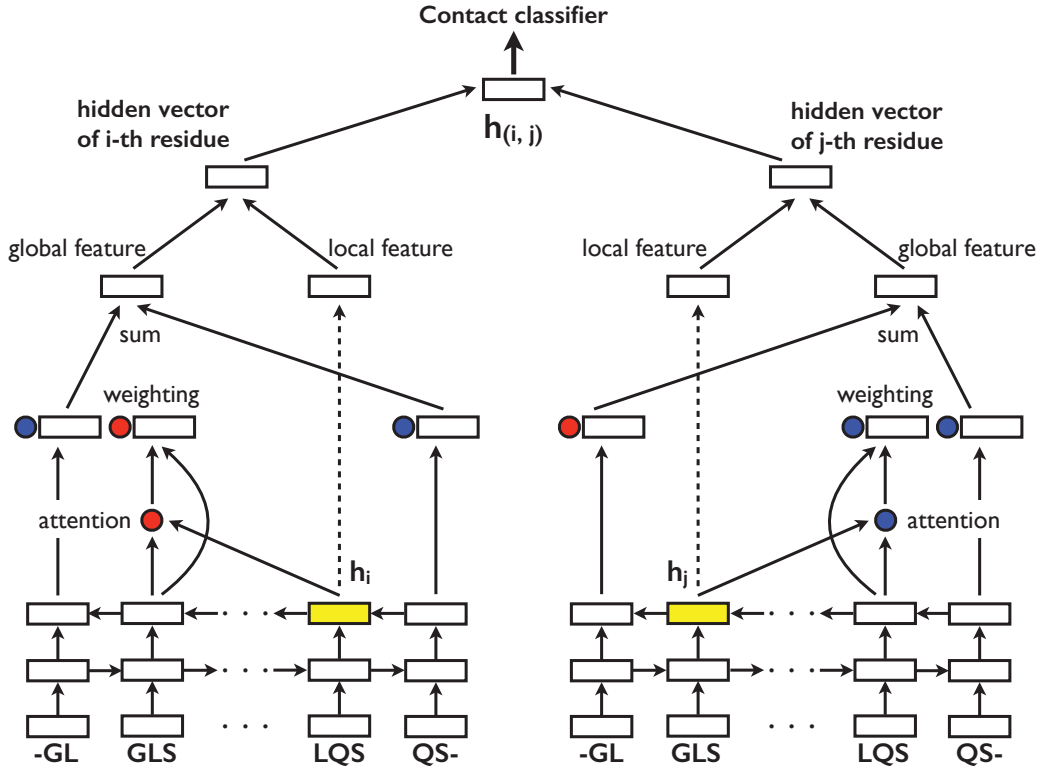 Contact classifier
hidden vector
of i-th residue
h(i, j)
hidden vector
of j-th residue
global feature
local feature
local feature
global feature
sum
sum
weighting
weighting
attention
attention
hi
hj
· · ·
· · ·
· · ·
· · ·
· · ·
· · ·
-GL GLS LQS QS-
-GL GLS LQS QS-